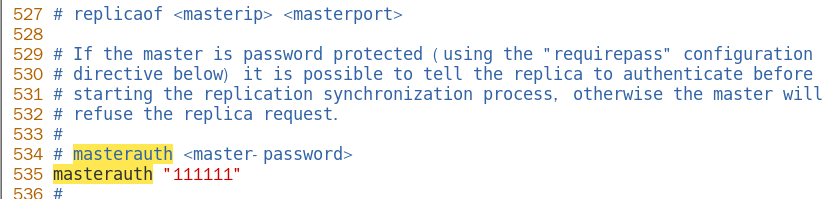 527 # replicaof <masterip> <masterport>
528
529 # If the master is password protected (using the "requirepass" configuration
530 # directive below) it is possible to tell the replica to authenticate before
531 # starting the replication synchronization process, otherwise the master will
532 # refuse the replica request.
533 #
534 # masterauth <master-password>
535 masterauth "111111"
536 #